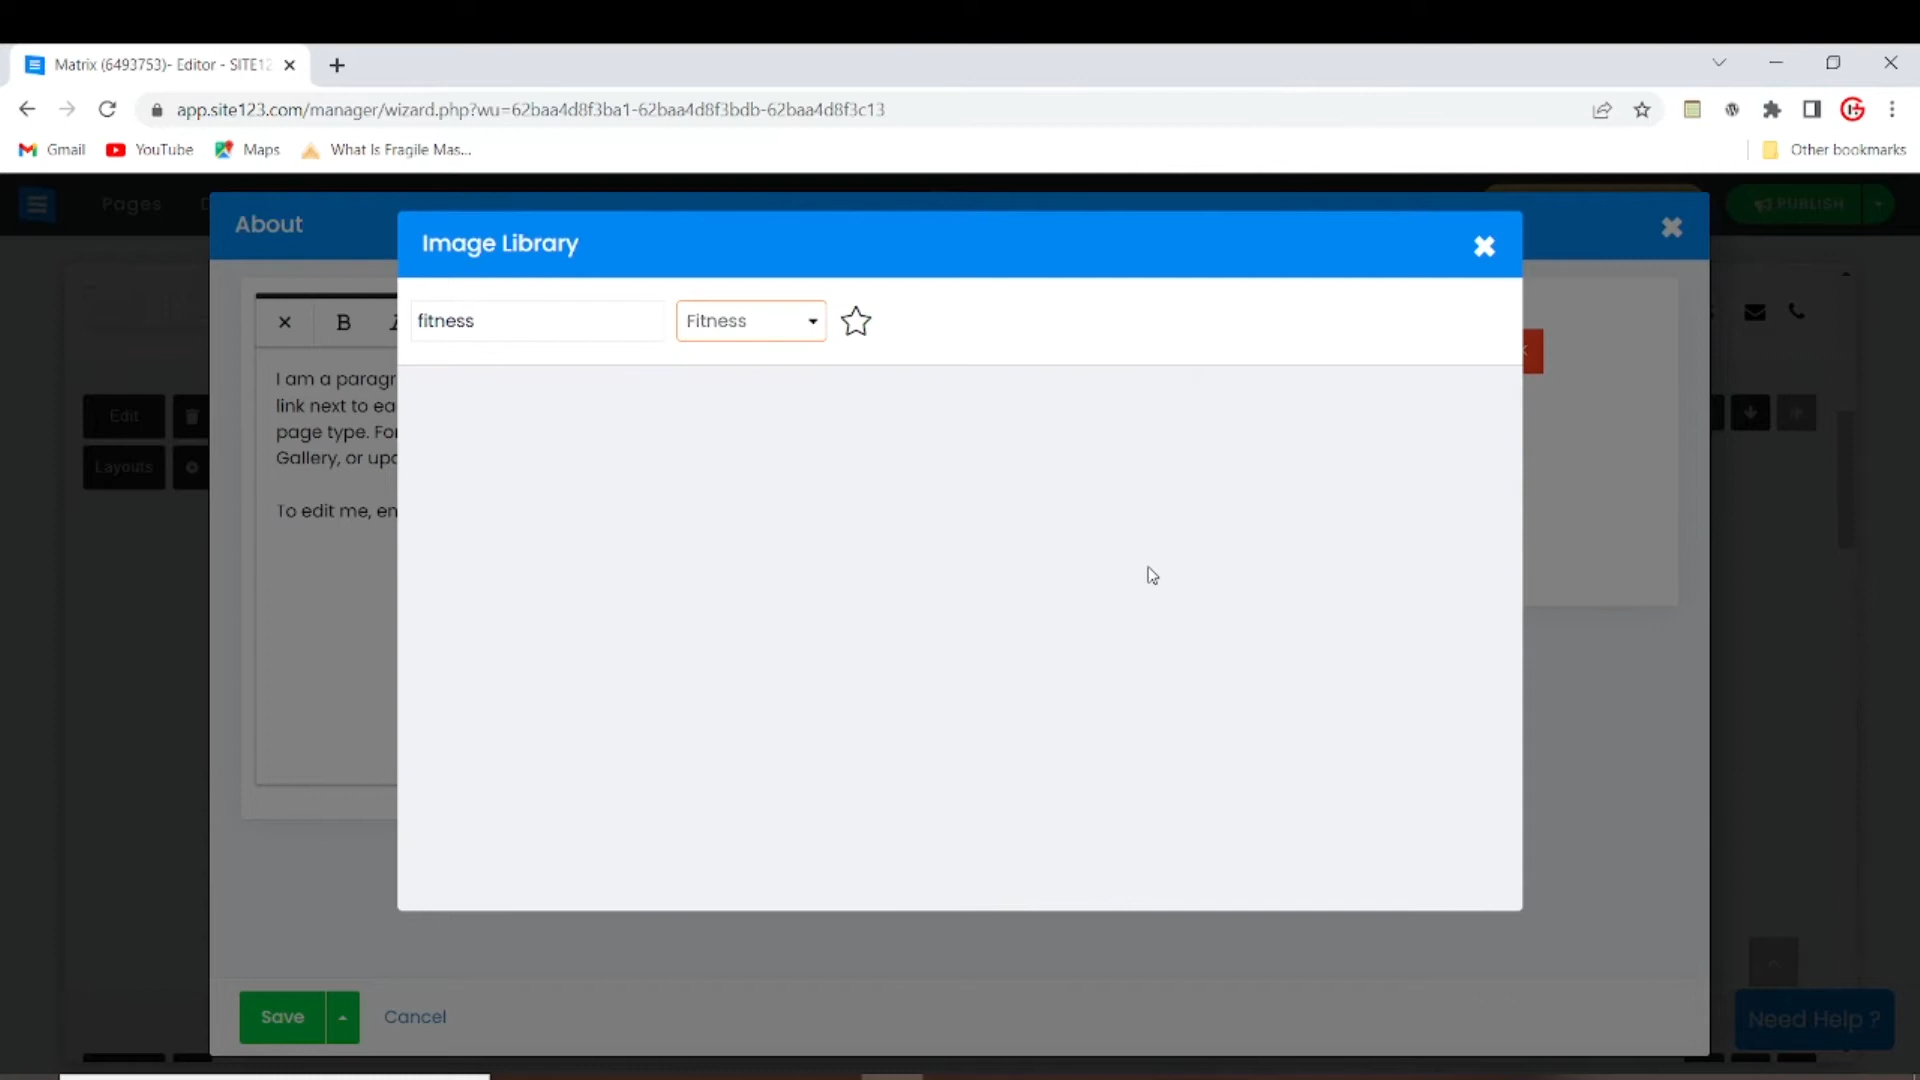 Matrix (6493753)- Editor - SITE12
app.site123.com/manager/wizard.php?wu=62baa4d8f3ba1-62baa4d8f3bdb-62baa4d8f3c13
Gmail YouTube Maps What Is Fragile Mas... Other bookmarks
Pages PUBLISH
About
Image Library
fitness Fitness
B
I am a paragr
link next to ea
page type. For
Gallery, or upc
To edit me, en
Edit
Layouts
Save Cancel
Need Help ?